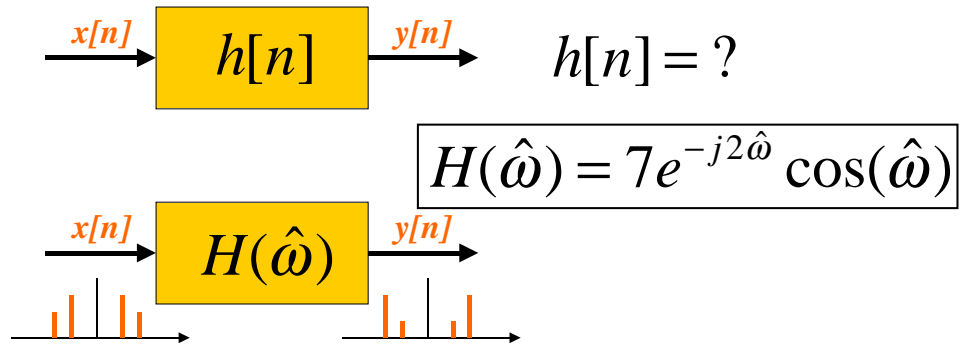 x[n] h[n] y[n] h[n] = ?
H(ω̂) = 7e^{-j2ω̂} cos(ω̂)
x[n] H(ω̂) y[n]